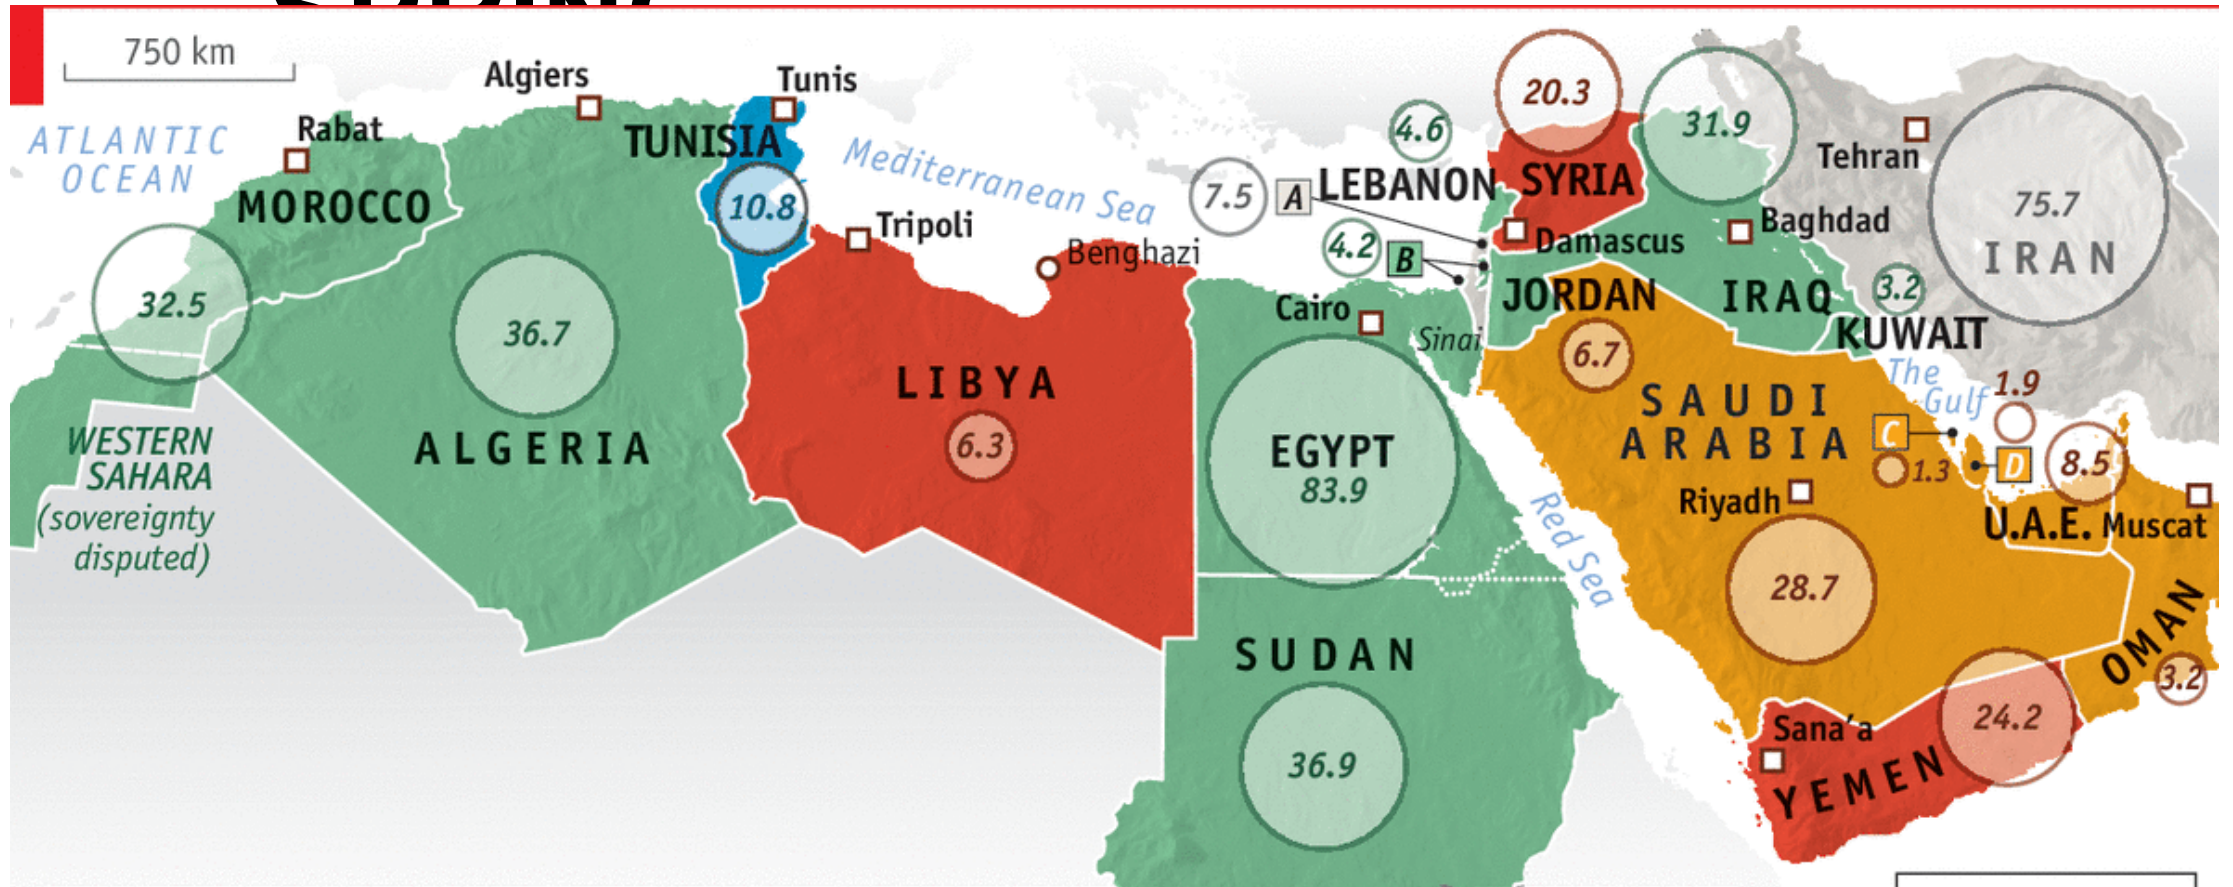 750 km
Algiers
Tunis
ATLANTIC
OCEAN
Rabat
TUNISIA
MOROCCO
10.8
Mediterranean Sea
Tripoli
Benghazi
32.5
36.7
ALGERIA
LIBYA
6.3
WESTERN
SAHARA
(sovereignty
disputed)
20.3
4.6
31.9
Tehran
7.5
A
LEBANON
SYRIA
75.7
IRAN
4.2
B
Damascus
Baghdad
Cairo
Sinai
JORDAN
IRAQ
3.2
KUWAIT
6.7
The
Gulf
1.9
SAUDI
ARABIA
C
1.3
D
8.5
EGYPT
83.9
Riyadh
U.A.E.
Muscat
Red Sea
28.7
SUDAN
OMAN
3.2
36.9
Sana'a
24.2
YEMEN